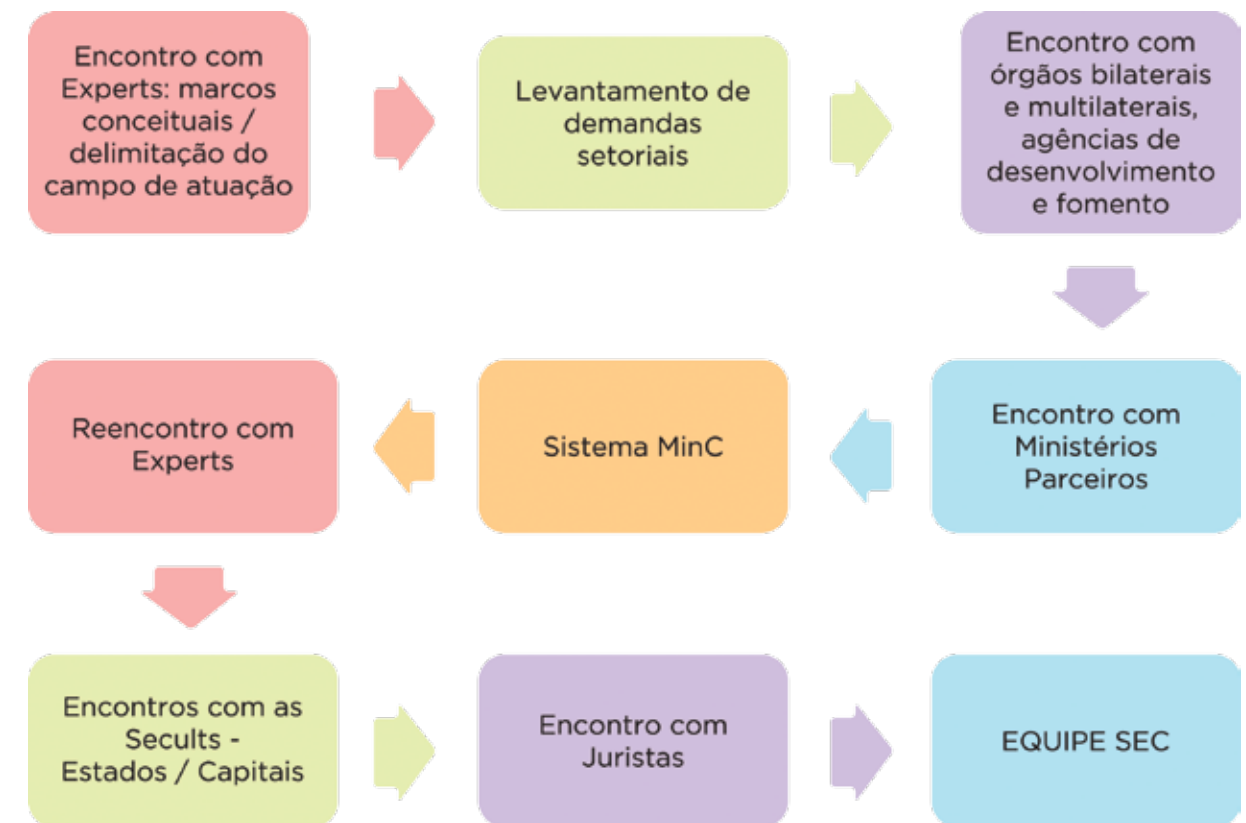 Encontro com
Experts: marcos
conceituais /
delimitação do
campo de atuação
Levantamento de
demandas
setoriais
Encontro com
órgãos bilaterais
e multilaterais,
agências de
desenvolvimento
e fomento
Encontro com
Ministérios
Parceiros
Sistema MinC
Reencontro com
Experts
Encontros com as
Secults -
Estados / Capitais
Encontro com
Juristas
EQUIPE SEC